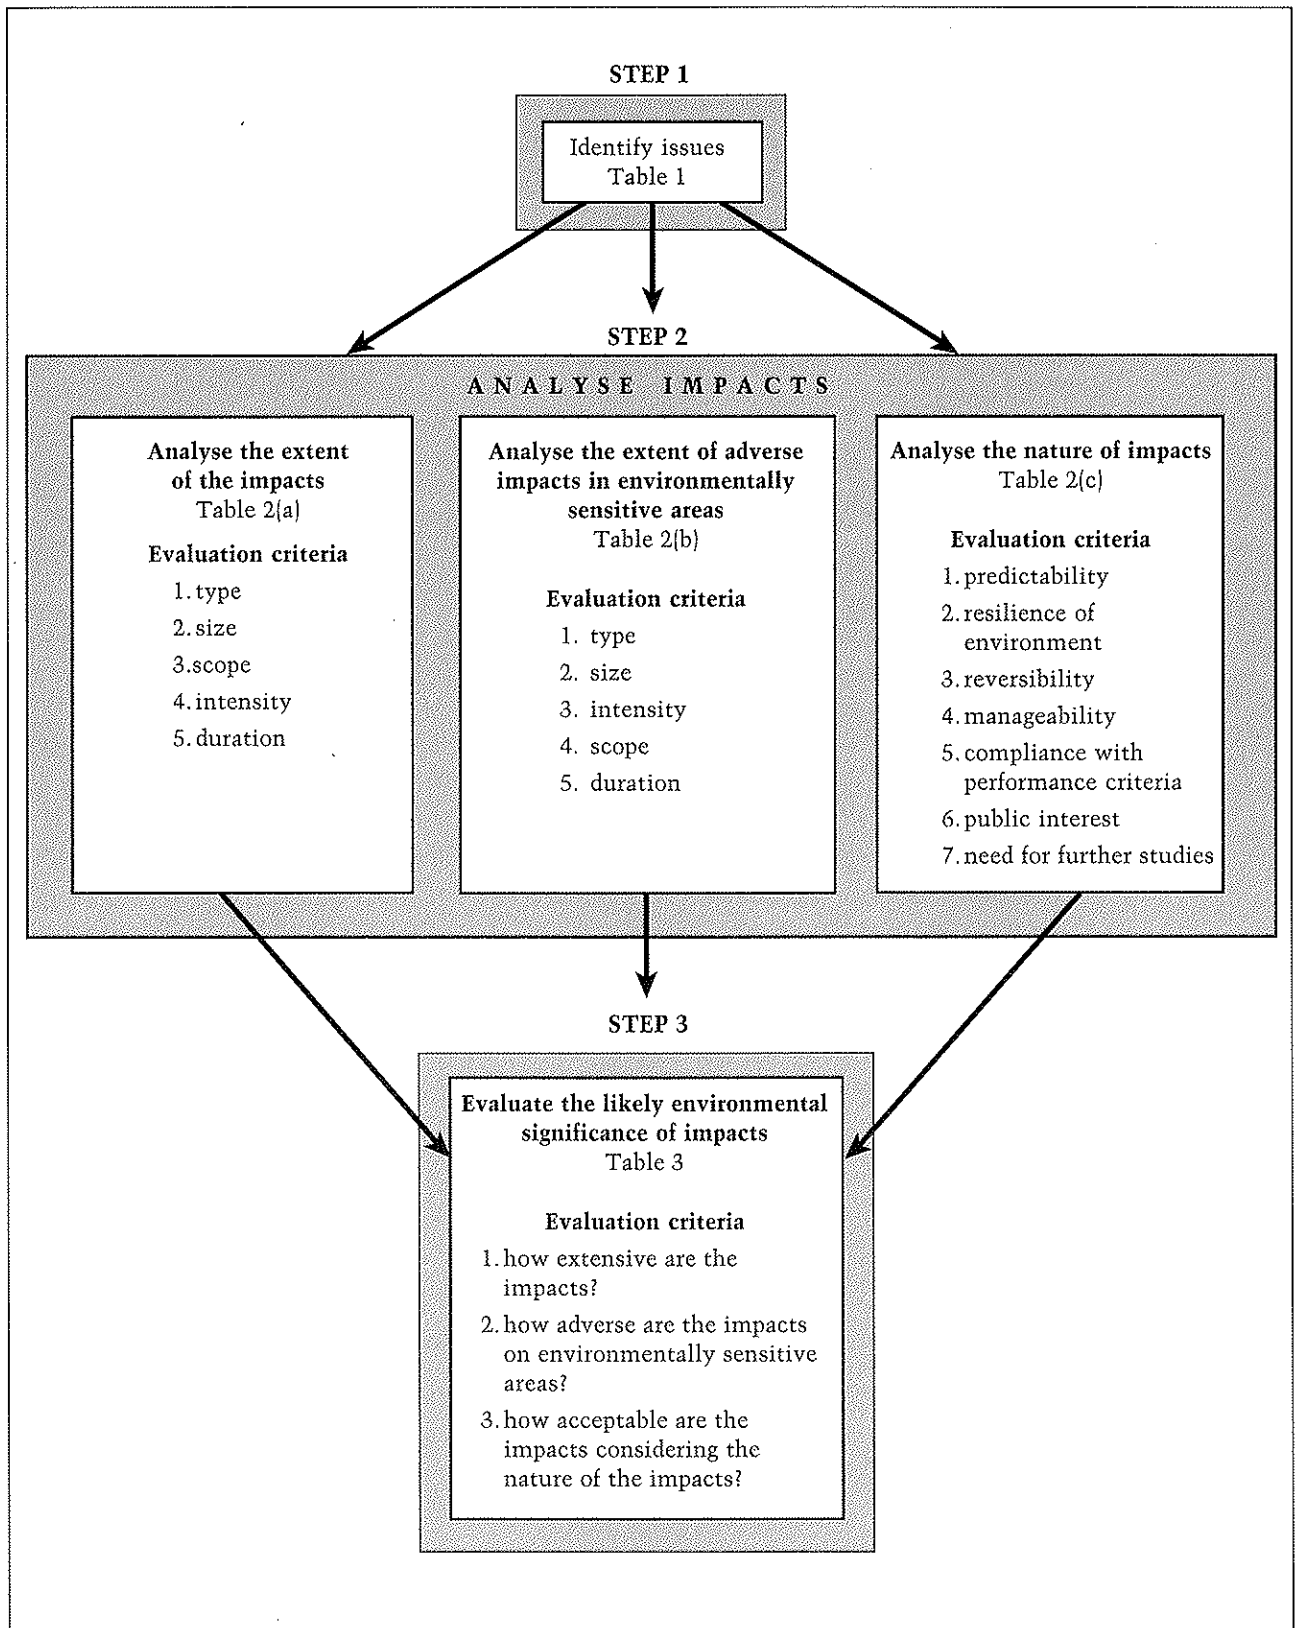 STEP 1
Identify issues
Table 1
STEP 2
ANALYSE IMPACTS
Analyse the extent
of the impacts
Table 2(a)
Evaluation criteria
1. type
2. size
3. scope
4. intensity
5. duration
Analyse the extent of adverse
impacts in environmentally
sensitive areas
Table 2(b)
Evaluation criteria
1. type
2. size
3. intensity
4. scope
5. duration
Analyse the nature of impacts
Table 2(c)
Evaluation criteria
1. predictability
2. resilience of
environment
3. reversibility
4. manageability
5. compliance with
performance criteria
6. public interest
7. need for further studies
STEP 3
Evaluate the likely environmental
significance of impacts
Table 3
Evaluation criteria
1. how extensive are the
impacts?
2. how adverse are the impacts
on environmentally sensitive
areas?
3. how acceptable are the
impacts considering the
nature of the impacts?